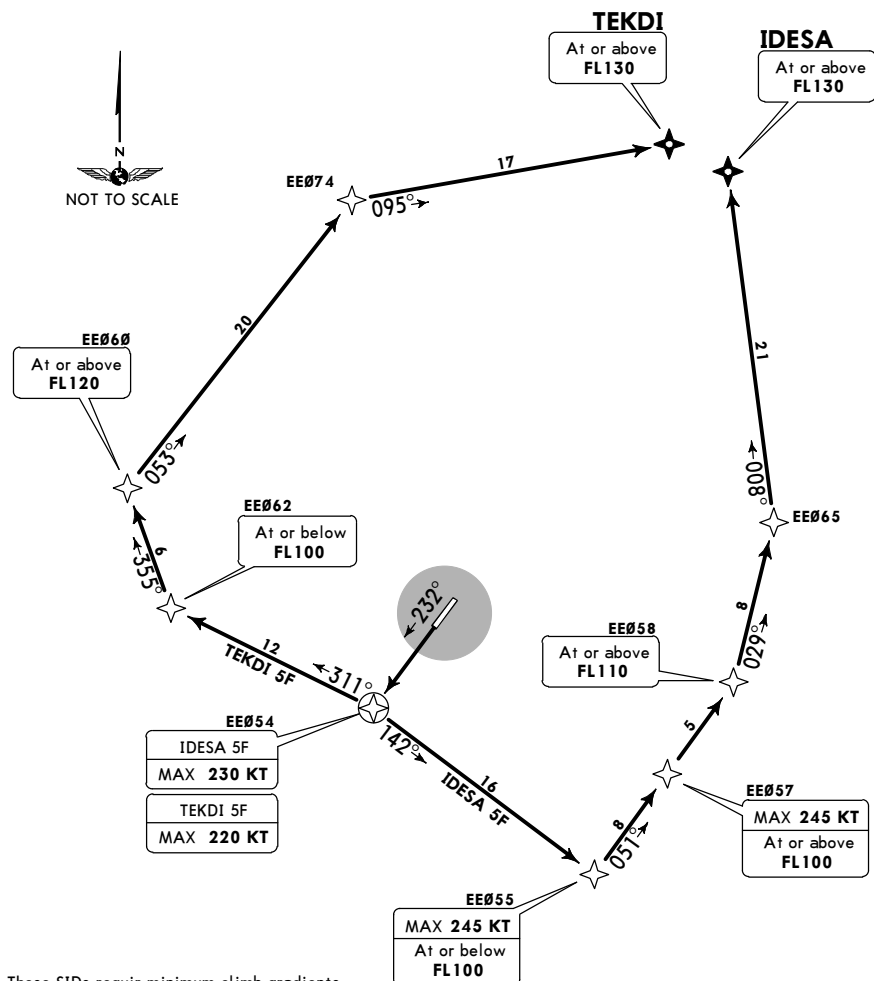 TEKDI
At or above
FL130
IDESA
At or above
FL130
N
NOT TO SCALE
EEØ74
17
095°
20
EEØ6Ø
At or above
FL120
053°
21
EEØ62
At or below
FL100
008°
EEØ65
6
355°
232°
12
TEKDI 5F
311°
8
029°
EEØ58
At or above
FL110
EEØ54
IDESA 5F
MAX 230 KT
TEKDI 5F
MAX 220 KT
142°
16
IDESA 5F
5
EEØ57
MAX 245 KT
At or above
FL100
8
051°
EEØ55
MAX 245 KT
At or below
FL100